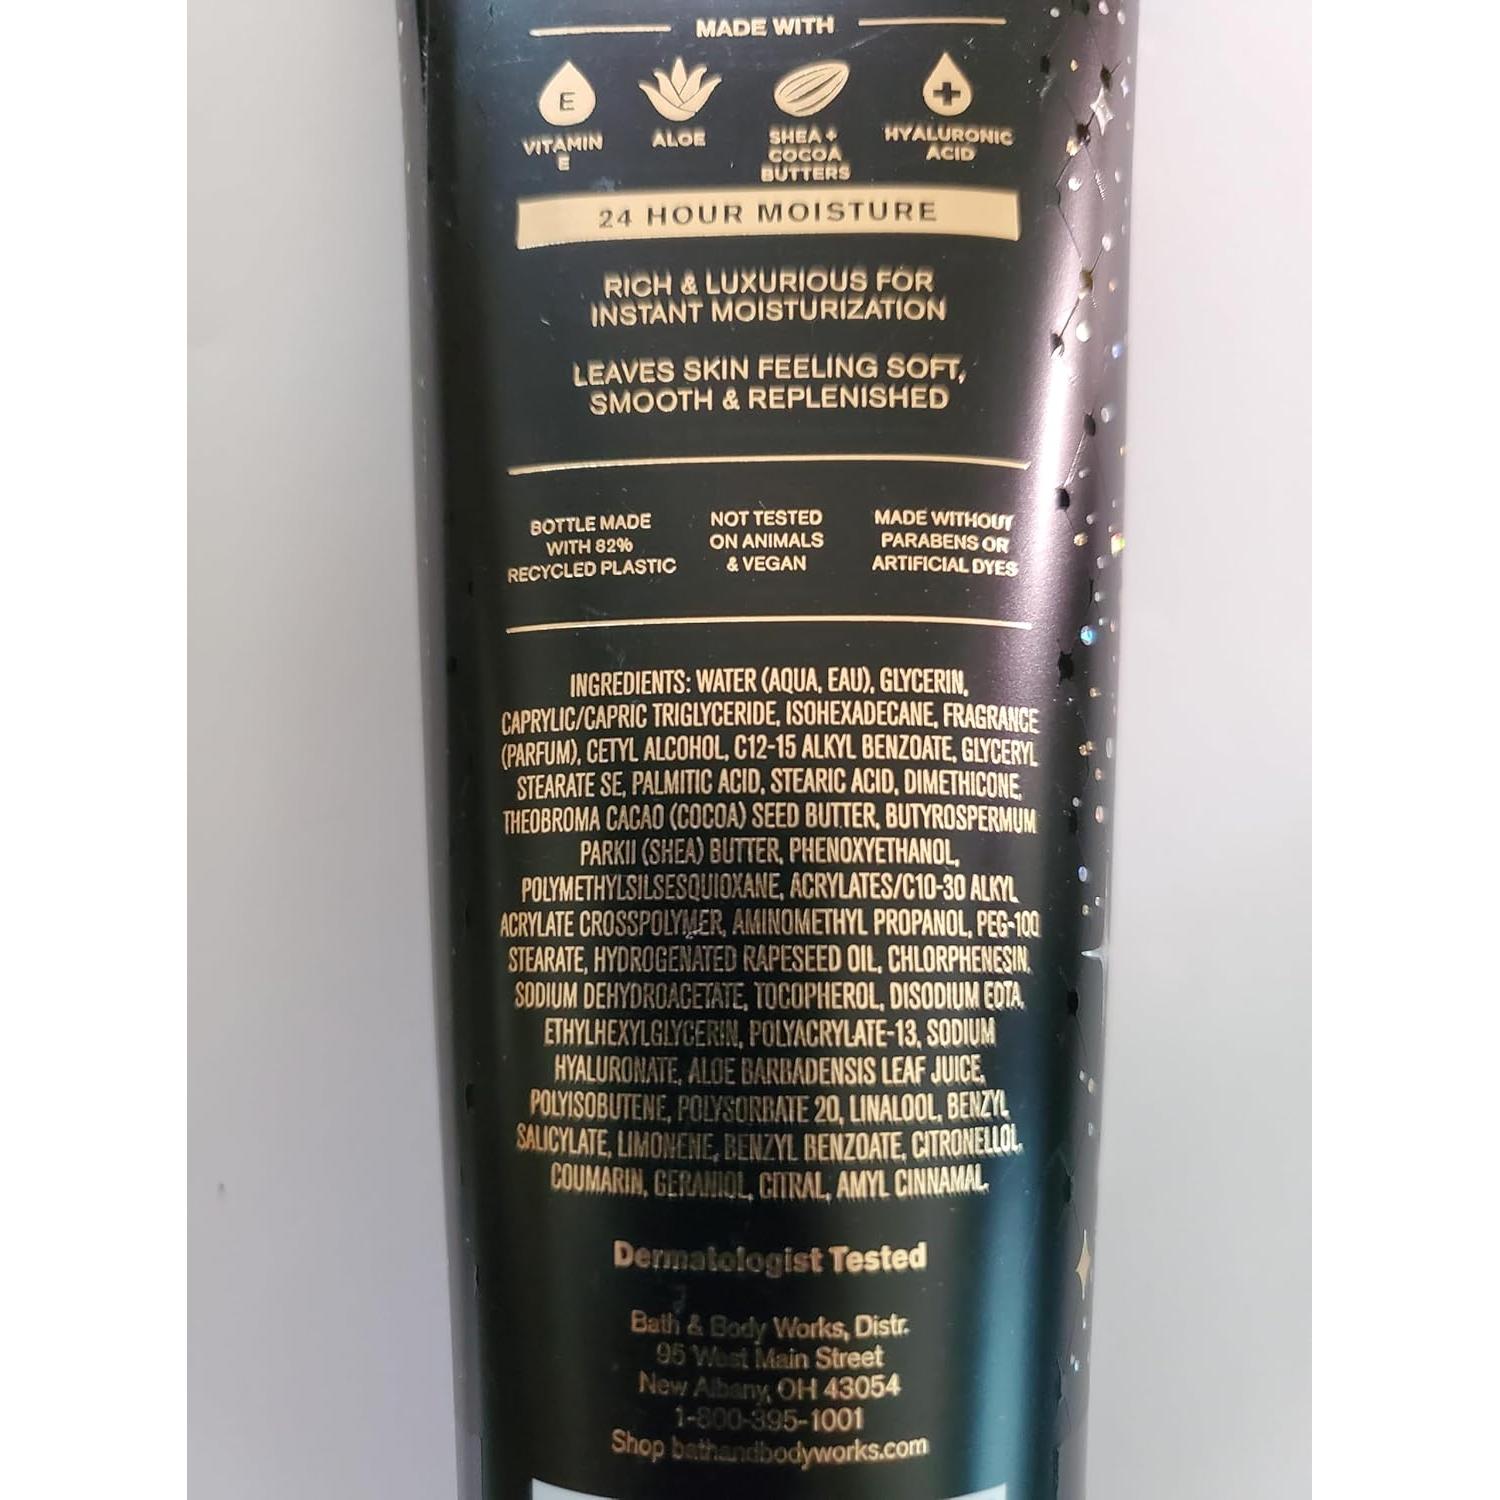 MADE WITH
E
VITAMIN
E
ALOE
SHEA +
COCOA
BUTTERS
HYALURONIC
ACID
24 HOUR MOISTURE
RICH & LUXURIOUS FOR
INSTANT MOISTURIZATION
LEAVES SKIN FEELING SOFT,
SMOOTH & REPLENISHED
BOTTLE MADE
WITH 82%
RECYCLED PLASTIC
NOT TESTED
ON ANIMALS
& VEGAN
MADE WITHOUT
PARABENS OR
ARTIFICIAL DYES
INGREDIENTS: WATER (AQUA, EAU), GLYCERIN,
CAPRYLIC/CAPRIC TRIGLYCERIDE, ISOHEXADECANE, FRAGRANCE
(PARFUM), CETYL ALCOHOL, C12-15 ALKYL BENZOATE, GLYCERYL
STEARATE SE, PALMITIC ACID, STEARIC ACID, DIMETHICONE,
THEOBROMA CACAO (COCOA) SEED BUTTER, BUTYROSPERMUM
PARKII (SHEA) BUTTER, PHENOXYETHANOL,
POLYMETHYLSILSESQUIOXANE, ACRYLATES/C10-30 ALKYL
ACRYLATE CROSSPOLYMER, AMINOMETHYL PROPANOL, PEG-100
STEARATE, HYDROGENATED RAPESEED OIL, CHLORPHENESIN,
SODIUM DEHYDROACETATE, TOCOPHEROL, DISODIUM EDTA,
ETHYLHEXYLGLYCERIN, POLYACRYLATE-13, SODIUM
HYALURONATE, ALOE BARBADENSIS LEAF JUICE,
POLYISOBUTENE, POLYSORBATE 20, LINALOOL, BENZYL
SALICYLATE, LIMONENE, BENZYL BENZOATE, CITRONELLOL,
COUMARIN, GERANIOL, CITRAL, AMYL CINNAMAL.
Dermatologist Tested
Bath & Body Works, Distr.
95 West Main Street
New Albany, OH 43054
1-800-395-1001
Shop bathandbodyworks.com